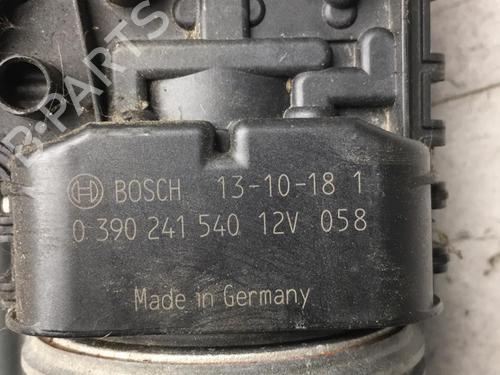 BOSCH 13-10-18 1
0 390 241 540 12V 058
Made in Germany
B-PARTS